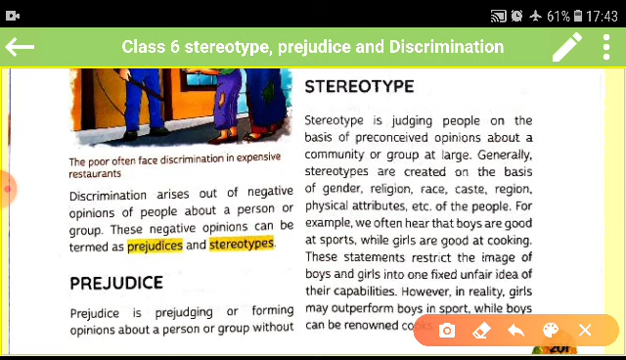 61% 17:43
Class 6 stereotype, prejudice and Discrimination
The poor often face discrimination in expensive
restaurants
Discrimination arises out of negative
opinions of people about a person or
group. These negative opinions can be
termed as prejudices and stereotypes.
PREJUDICE
Prejudice is prejudging or forming
opinions about a person or group without
STEREOTYPE
Stereotype is judging people on the
basis of preconceived opinions about a
community or group at large. Generally,
stereotypes are created on the basis
of gender, religion, race, caste, region,
physical attributes, etc. of the people. For
example, we often hear that boys are good
at sports, while girls are good at cooking.
These statements restrict the image of
boys and girls into one fixed unfair idea of
their capabilities. However, in reality, girls
may outperform boys in sport, while boys
can be renowned